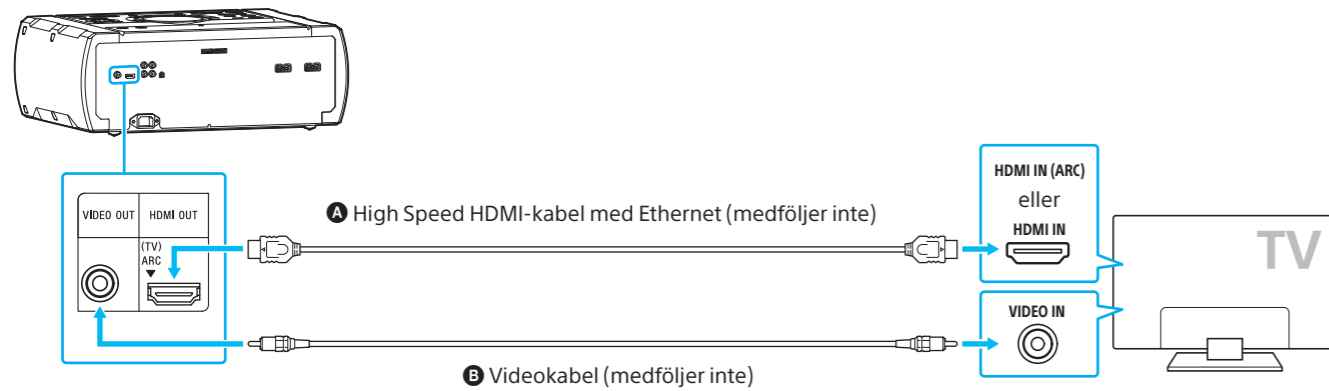 VIDEO OUT
HDMI OUT
(TV)
ARC
A High Speed HDMI-kabel med Ethernet (medföljer inte)
HDMI IN (ARC)
eller
HDMI IN
TV
VIDEO IN
B Videokabel (medföljer inte)